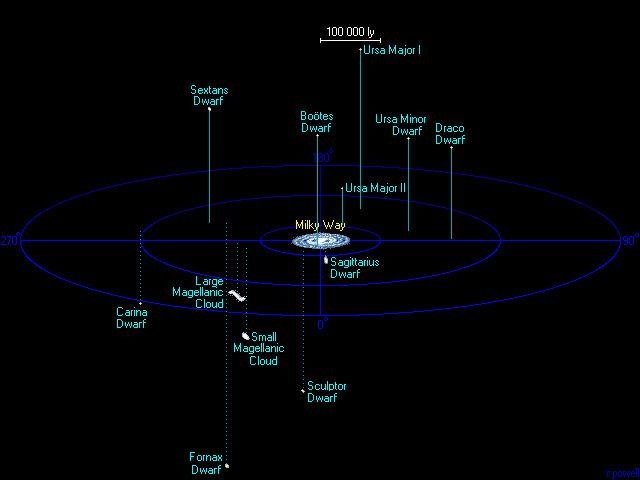 100 000 ly
Ursa Major I
Sextans
Dwarf
Boötes
Dwarf
Ursa Minor
Dwarf
Draco
Dwarf
180°
Ursa Major II
Milky Way
270°
90°
Sagittarius
Dwarf
Large
Magellanic
Cloud
Carina
Dwarf
0°
Small
Magellanic
Cloud
Sculptor
Dwarf
Fornax
Dwarf
rpowell